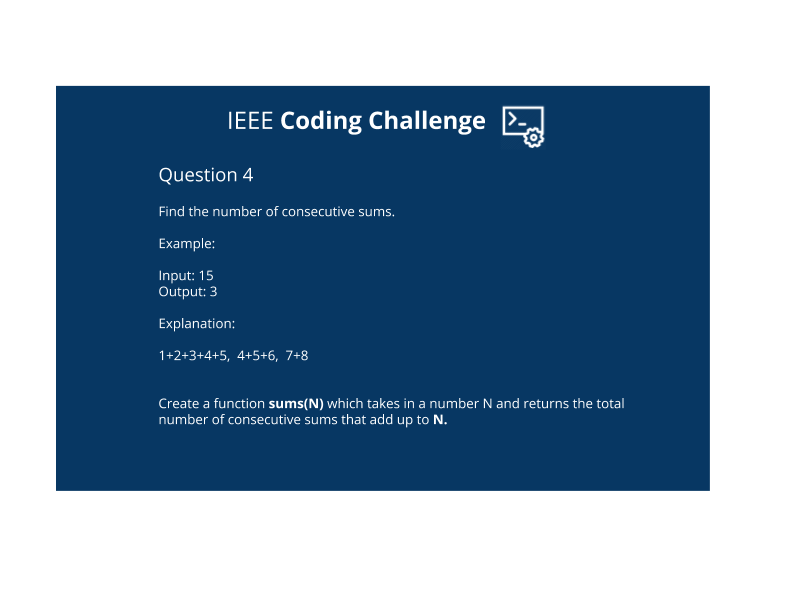 IEEE Coding Challenge
Question 4
Find the number of consecutive sums.
Example:
Input: 15
Output: 3
Explanation:
1+2+3+4+5, 4+5+6, 7+8
Create a function sums(N) which takes in a number N and returns the total
number of consecutive sums that add up to N.